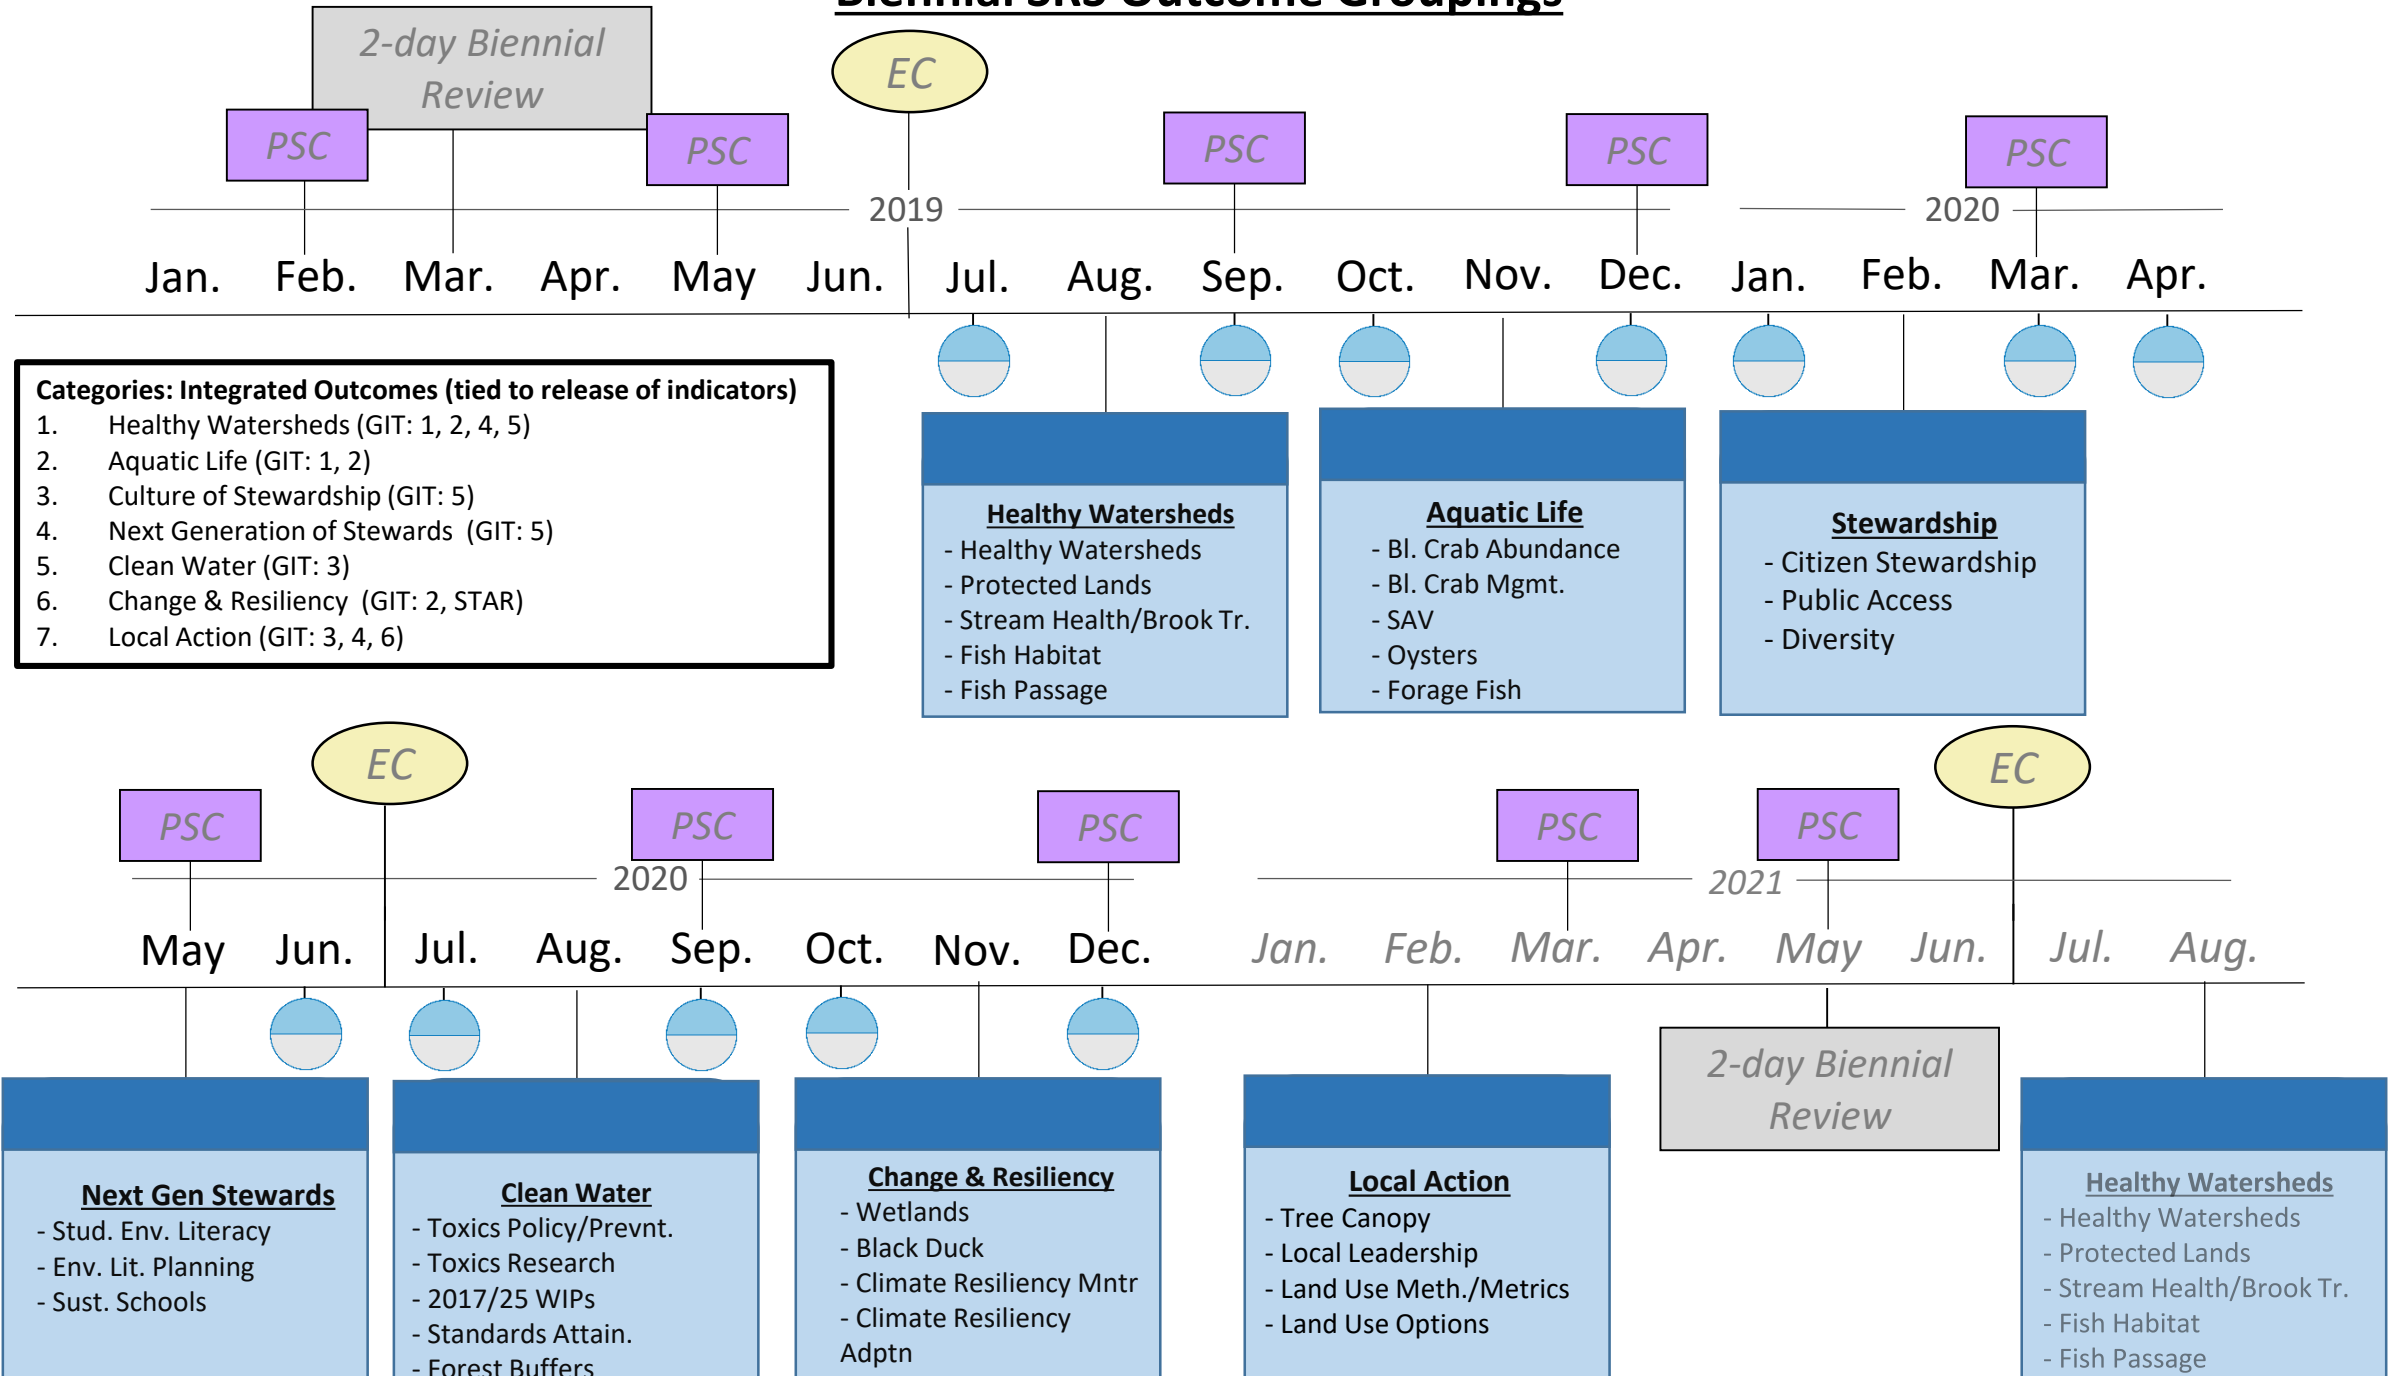 Biennial SRS Outcome Groupings
2-day Biennial
Review
EC
PSC
PSC
PSC
PSC
PSC
2019
2020
Jan.
Feb.
Mar.
Apr.
May
Jun.
Jul.
Aug.
Sep.
Oct.
Nov.
Dec.
Jan.
Feb.
Mar.
Apr.
Categories: Integrated Outcomes (tied to release of indicators)
1. Healthy Watersheds (GIT: 1, 2, 4, 5)
2. Aquatic Life (GIT: 1, 2)
3. Culture of Stewardship (GIT: 5)
4. Next Generation of Stewards (GIT: 5)
5. Clean Water (GIT: 3)
6. Change & Resiliency (GIT: 2, STAR)
7. Local Action (GIT: 3, 4, 6)
Healthy Watersheds
- Healthy Watersheds
- Protected Lands
- Stream Health/Brook Tr.
- Fish Habitat
- Fish Passage
Aquatic Life
- Bl. Crab Abundance
- Bl. Crab Mgmt.
- SAV
- Oysters
- Forage Fish
Stewardship
- Citizen Stewardship
- Public Access
- Diversity
EC
EC
PSC
PSC
PSC
PSC
PSC
2020
2021
May
Jun.
Jul.
Aug.
Sep.
Oct.
Nov.
Dec.
Jan.
Feb.
Mar.
Apr.
May
Jun.
Jul.
Aug.
2-day Biennial
Review
Next Gen Stewards
- Stud. Env. Literacy
- Env. Lit. Planning
- Sust. Schools
Clean Water
- Toxics Policy/Prevnt.
- Toxics Research
- 2017/25 WIPs
- Standards Attain.
- Forest Buffers
Change & Resiliency
- Wetlands
- Black Duck
- Climate Resiliency Mntr
- Climate Resiliency
Adptn
Local Action
- Tree Canopy
- Local Leadership
- Land Use Meth./Metrics
- Land Use Options
Healthy Watersheds
- Healthy Watersheds
- Protected Lands
- Stream Health/Brook Tr.
- Fish Habitat
- Fish Passage